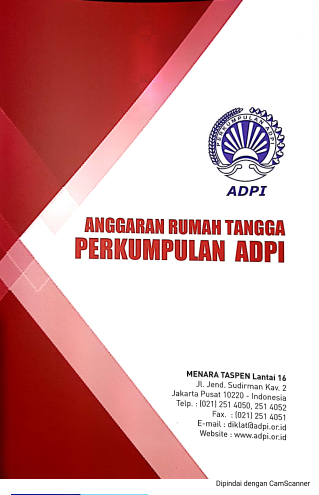 PERKUMPULAN ADPI
ADPI
ANGGARAN RUMAH TANGGA
PERKUMPULAN ADPI
MENARA TASPEN Lantai 16
Jl. Jend. Sudirman Kav. 2
Jakarta Pusat 10220 - Indonesia
Telp. : (021) 251 4050, 251 4052
Fax. : (021) 251 4051
E-mail : diklat@adpi.or.id
Website : www.adpi.or.id
Dipindai dengan CamScanner